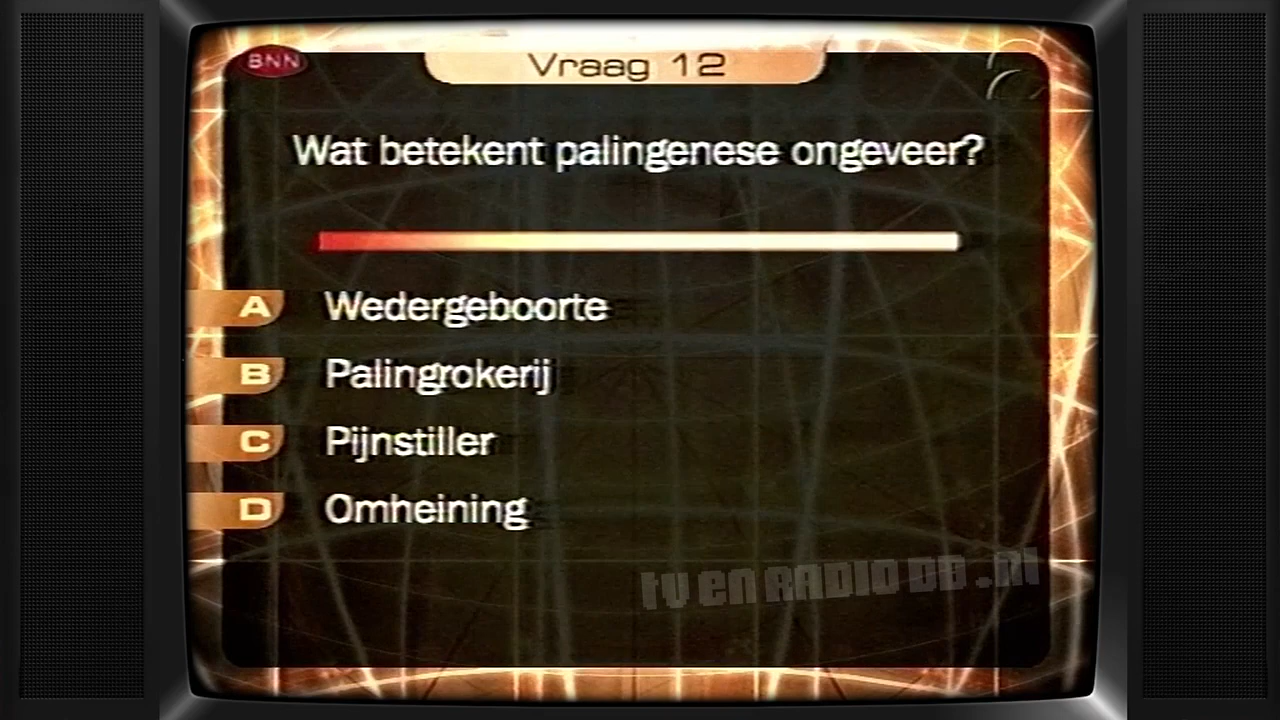 BNN
Vraag 12
Wat betekent palingenese ongeveer?
A Wedergeboorte
B Palingrokerij
C Pijnstiller
D Omheining
tv en RADIO DB .nl